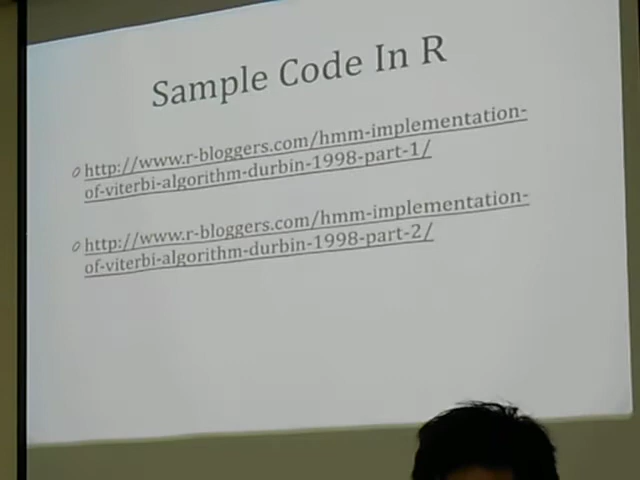 Sample Code In R
http://www.r-bloggers.com/hmm-implementation-
of-viterbi-algorithm-durbin-1998-part-1/
http://www.r-bloggers.com/hmm-implementation-
of-viterbi-algorithm-durbin-1998-part-2/